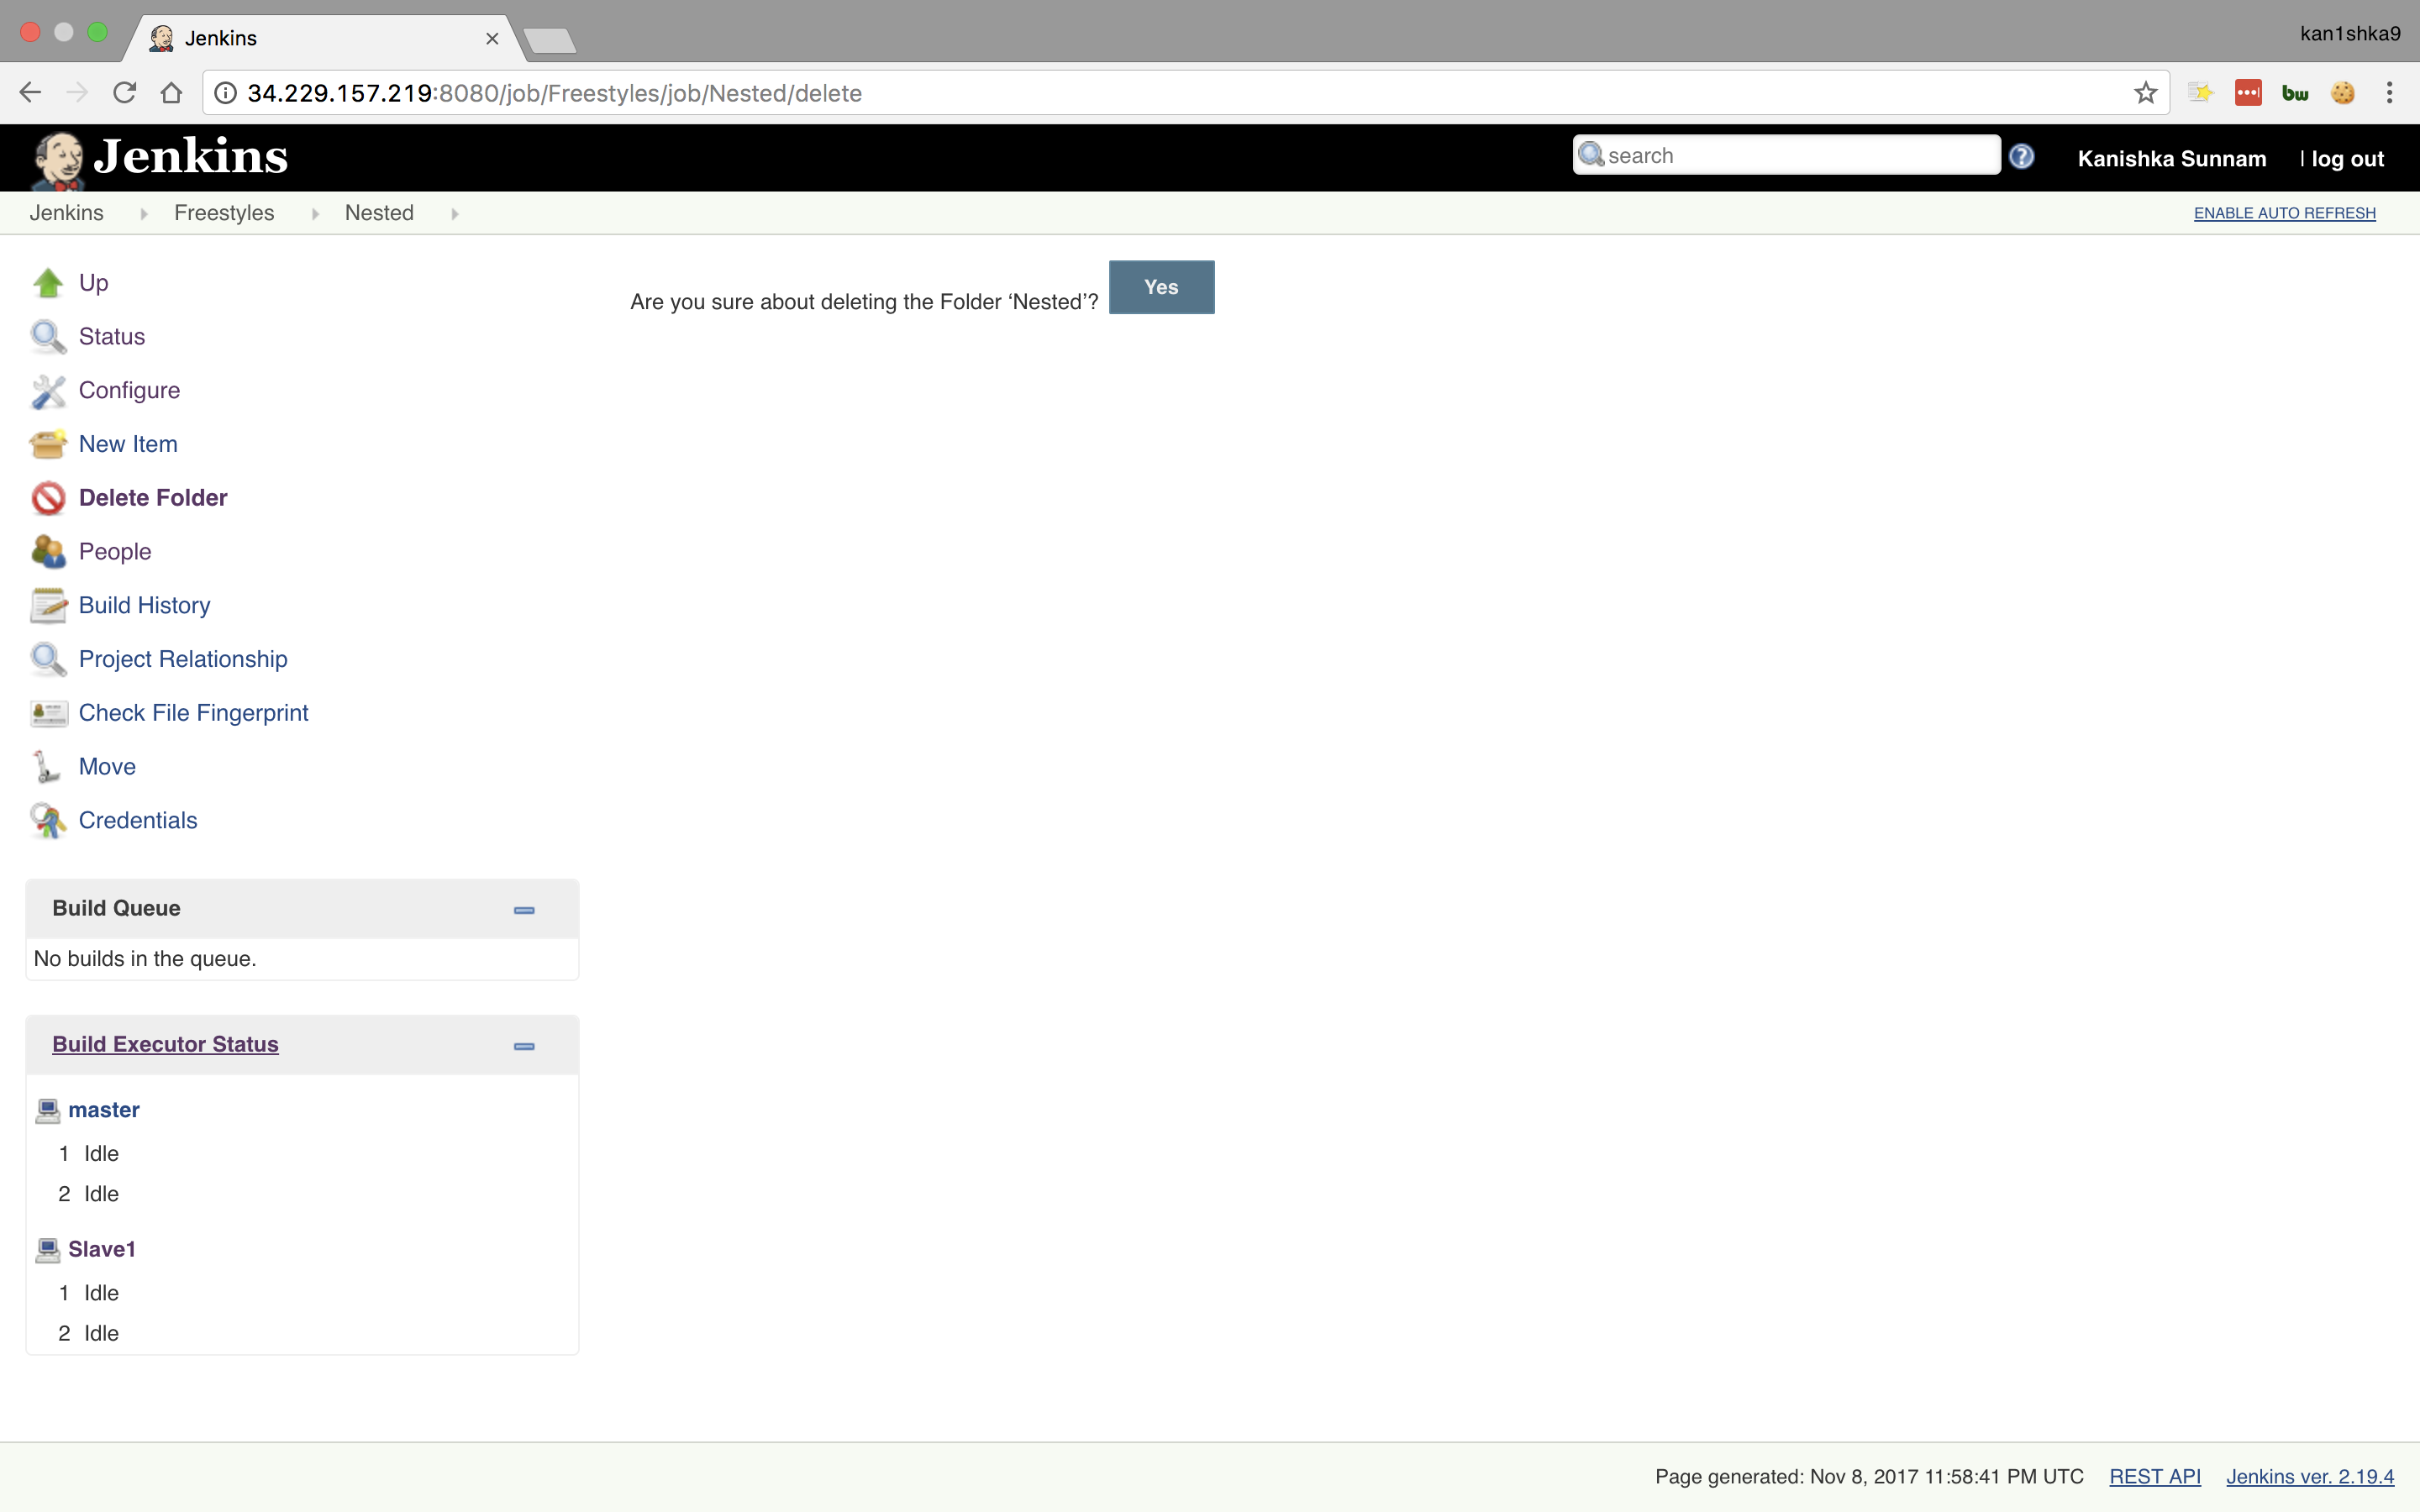 Jenkins
kan1shka9
34.229.157.219:8080/job/Freestyles/job/Nested/delete
bw
Jenkins
search
Kanishka Sunnam
| log out
Jenkins
Freestyles
Nested
ENABLE AUTO REFRESH
Up
Status
Configure
New Item
Delete Folder
People
Build History
Project Relationship
Check File Fingerprint
Move
Credentials
Are you sure about deleting the Folder ‘Nested’?
Yes
Build Queue
No builds in the queue.
Build Executor Status
master
1 Idle
2 Idle
Slave1
1 Idle
2 Idle
Page generated: Nov 8, 2017 11:58:41 PM UTC
REST API
Jenkins ver. 2.19.4